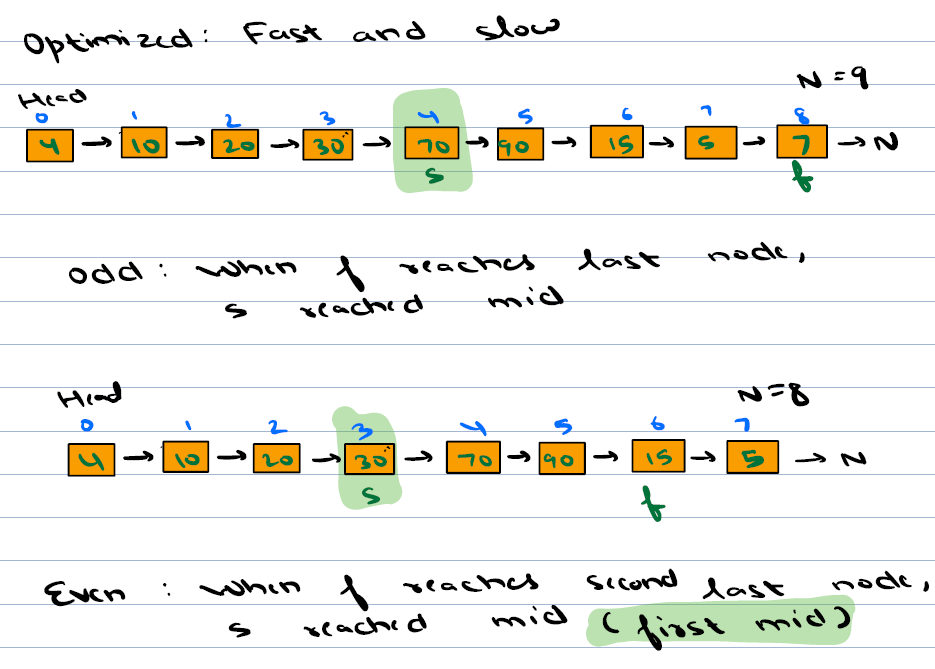 Optimized: Fast and slow
N=9
Head
0 1 2 3 4 5 6 7 8
4 → 10 → 20 → 30 → 70 → 90 → 15 → 5 → 7 → N
s f
odd: when f reaches last node,
s reached mid
Head N=8
0 1 2 3 4 5 6 7
4 → 10 → 20 → 30 → 70 → 90 → 15 → 5 → N
s f
Even: when f reaches second last node,
s reached mid (first mid)